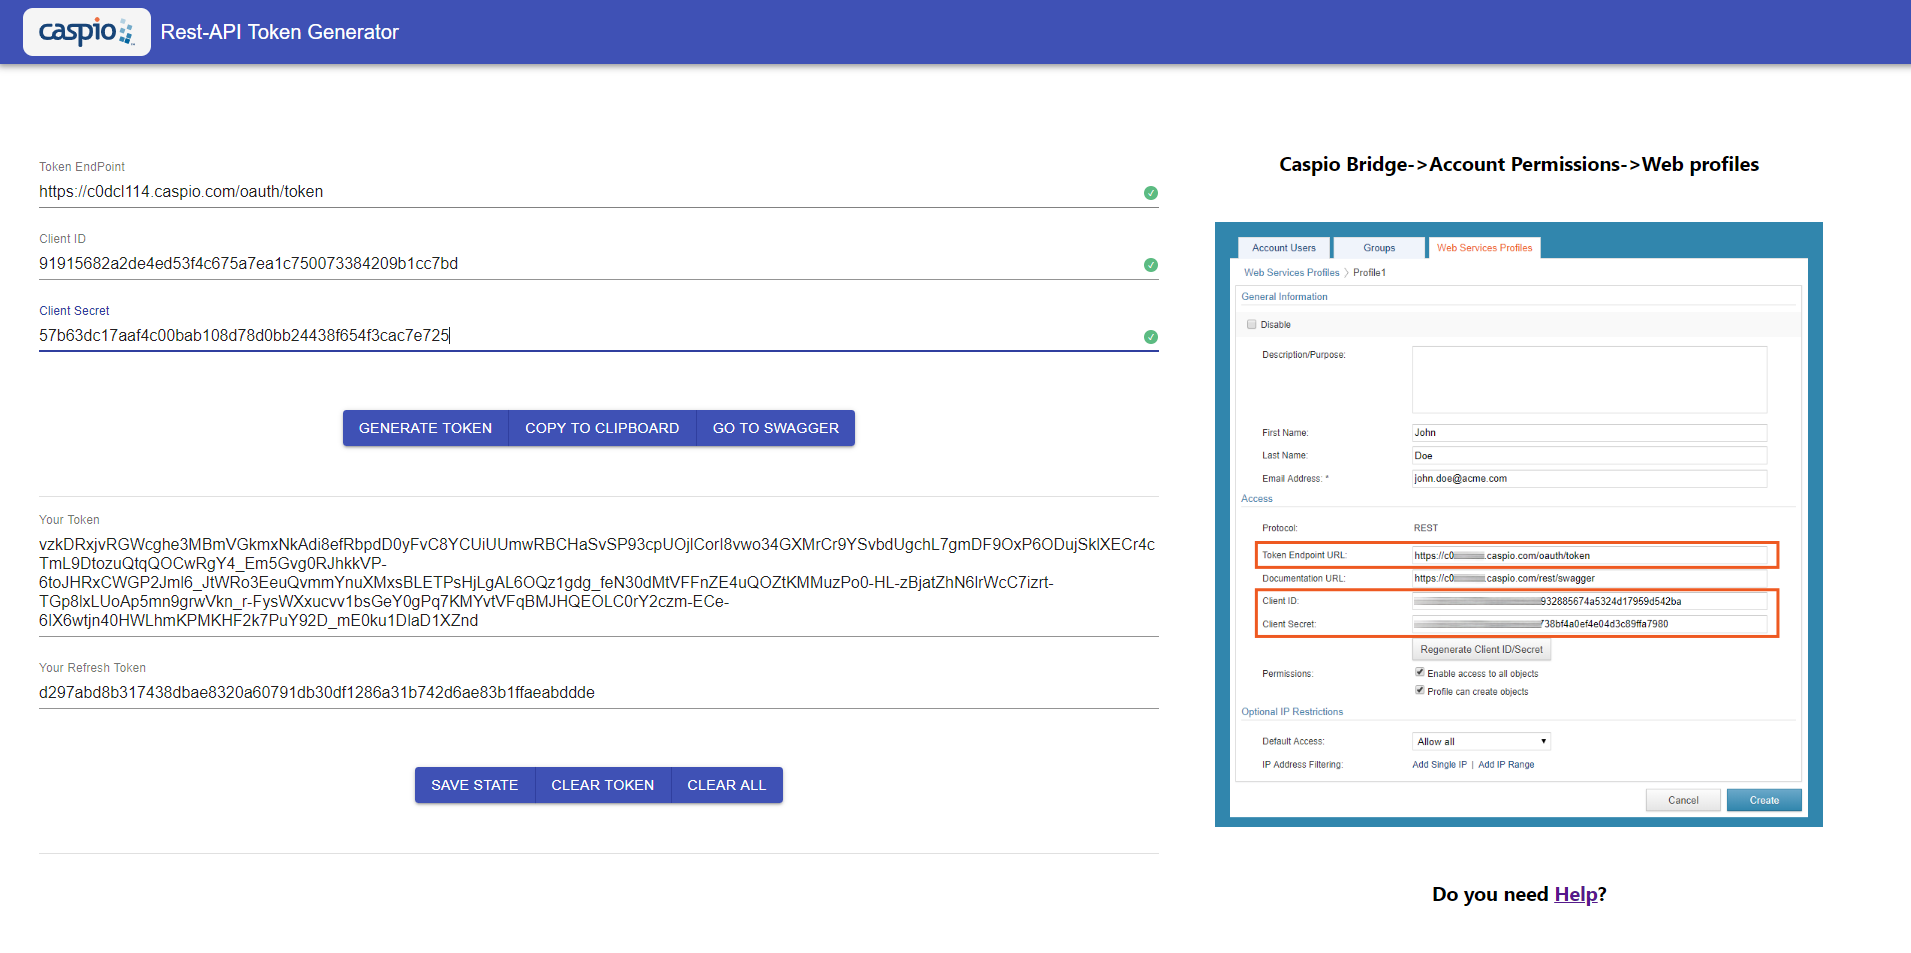 caspio
Rest-API Token Generator
Token EndPoint
https://c0dcl114.caspio.com/oauth/token
Client ID
91915682a2de4ed53f4c675a7ea1c750073384209b1cc7bd
Client Secret
57b63dc17aaf4c00bab108d78d0bb24438f654f3cac7e725
GENERATE TOKEN
COPY TO CLIPBOARD
GO TO SWAGGER
Your Token
vzkDRxjvRGWcghe3MBmVGkmxNkAdi8efRbpdD0yFvC8YCUiUUmwRBCHaSvSP93cpUOjlCorI8vwo34GXMrCr9YSvbdUgchL7gmDF9OxP6ODujSklXECr4c
TmL9DtozuQtqQOCwRgY4_Em5Gvg0RJhkkVP-
6toJHRxCWGP2Jml6_JtWRo3EeuQvmmYnuXMxsBLETPsHjLgAL6OQz1gdg_feN30dMtVFFnZE4uQOZtKMMuzPo0-HL-zBjatZhN6lrWcC7izrt-
TGp8lxLUoAp5mn9grwVkn_r-FysWXxucvv1bsGeY0gPq7KMYvtVFqBMJHQEOLC0rY2czm-ECe-
6IX6wtjn40HWLhmKPMKHF2k7PuY92D_mE0ku1DlaD1XZnd
Your Refresh Token
d297abd8b317438dbae8320a60791db30df1286a31b742d6ae83b1ffaeabddde
SAVE STATE
CLEAR TOKEN
CLEAR ALL
Caspio Bridge->Account Permissions->Web profiles
Account Users
Groups
Web Services Profiles
Web Services Profiles > Profile1
General Information
Disable
Description/Purpose:
First Name: John
Last Name: Doe
Email Address: * john.doe@acme.com
Access
Protocol: REST
Token Endpoint URL: https://c0 .caspio.com/oauth/token
Documentation URL: https://c0 .caspio.com/rest/swagger
Client ID: 932885674a5324d17959d542ba
Client Secret: 738bf4a0ef4e04d3c89ffa7980
Regenerate Client ID/Secret
Permissions: Enable access to all objects
Profile can create objects
Optional IP Restrictions
Default Access: Allow all
IP Address Filtering: Add Single IP | Add IP Range
Cancel
Create
Do you need Help?